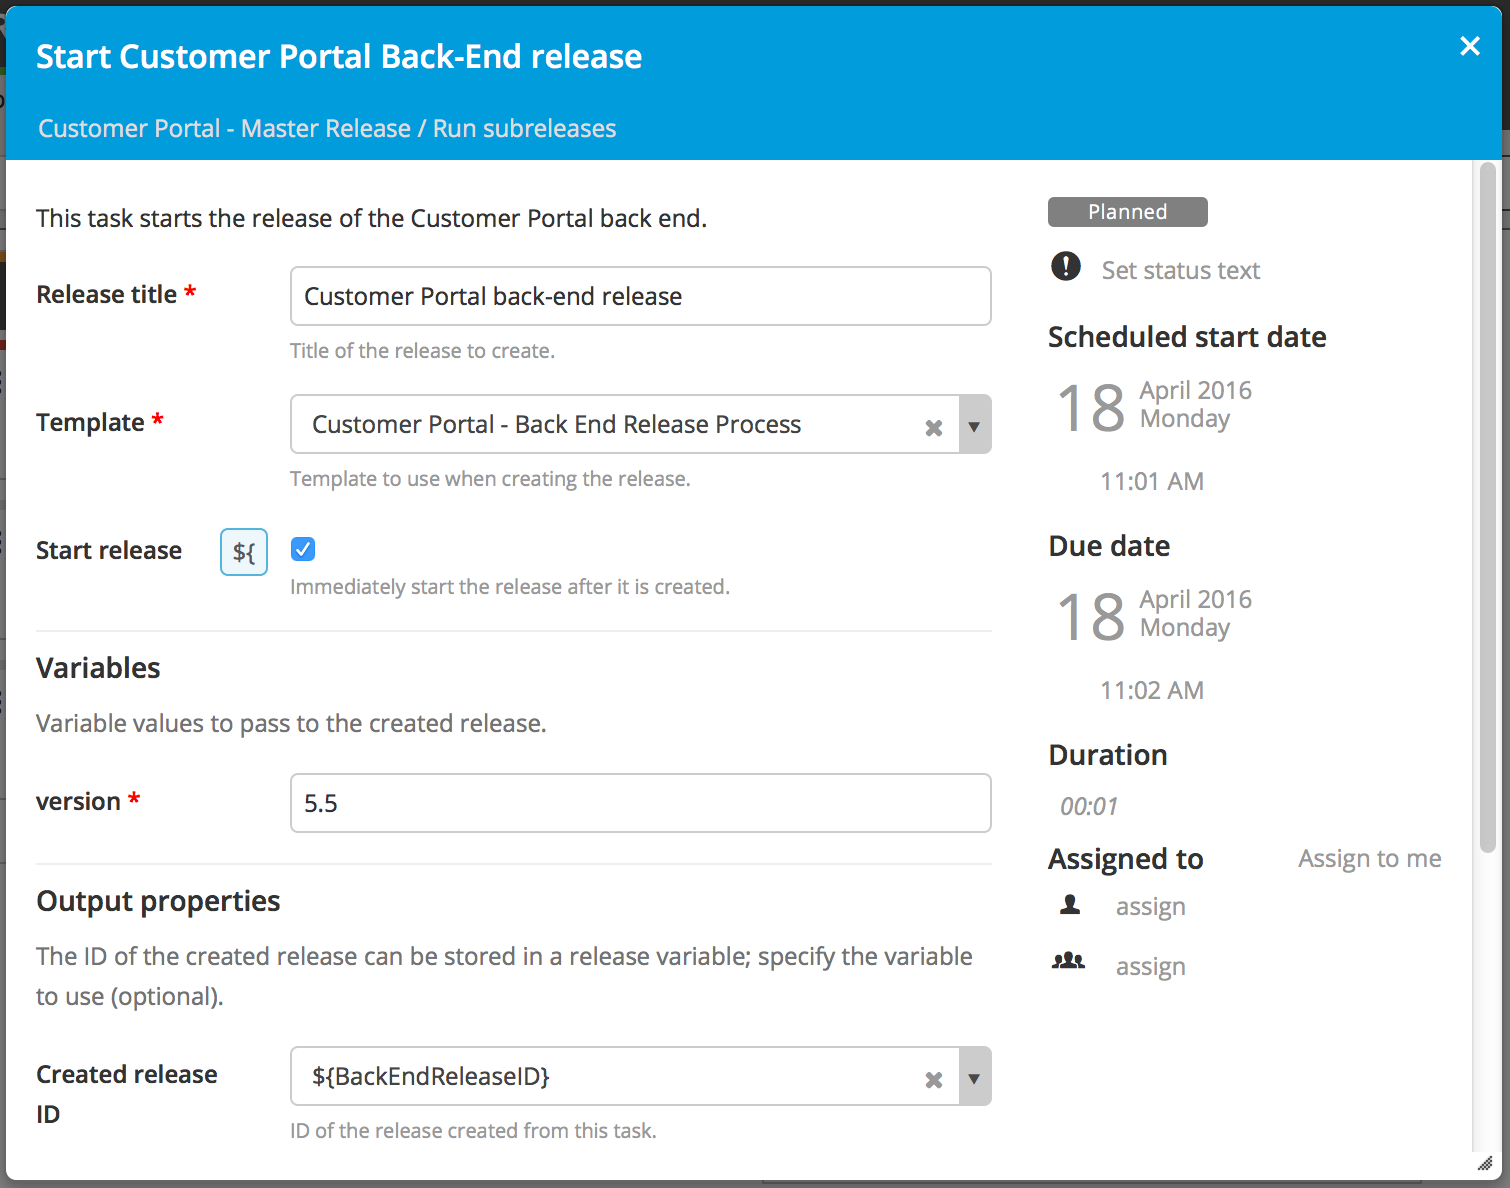 Start Customer Portal Back-End release
Customer Portal - Master Release / Run subreleases
This task starts the release of the Customer Portal back end.
Release title *
Customer Portal back-end release
Title of the release to create.
Template *
Customer Portal - Back End Release Process
Template to use when creating the release.
Start release
${
Immediately start the release after it is created.
Variables
Variable values to pass to the created release.
version *
5.5
Output properties
The ID of the created release can be stored in a release variable; specify the variable
to use (optional).
Created release
ID
${BackEndReleaseID}
ID of the release created from this task.
Planned
Set status text
Scheduled start date
18
April 2016
Monday
11:01 AM
Due date
18
April 2016
Monday
11:02 AM
Duration
00:01
Assigned to
Assign to me
assign
assign